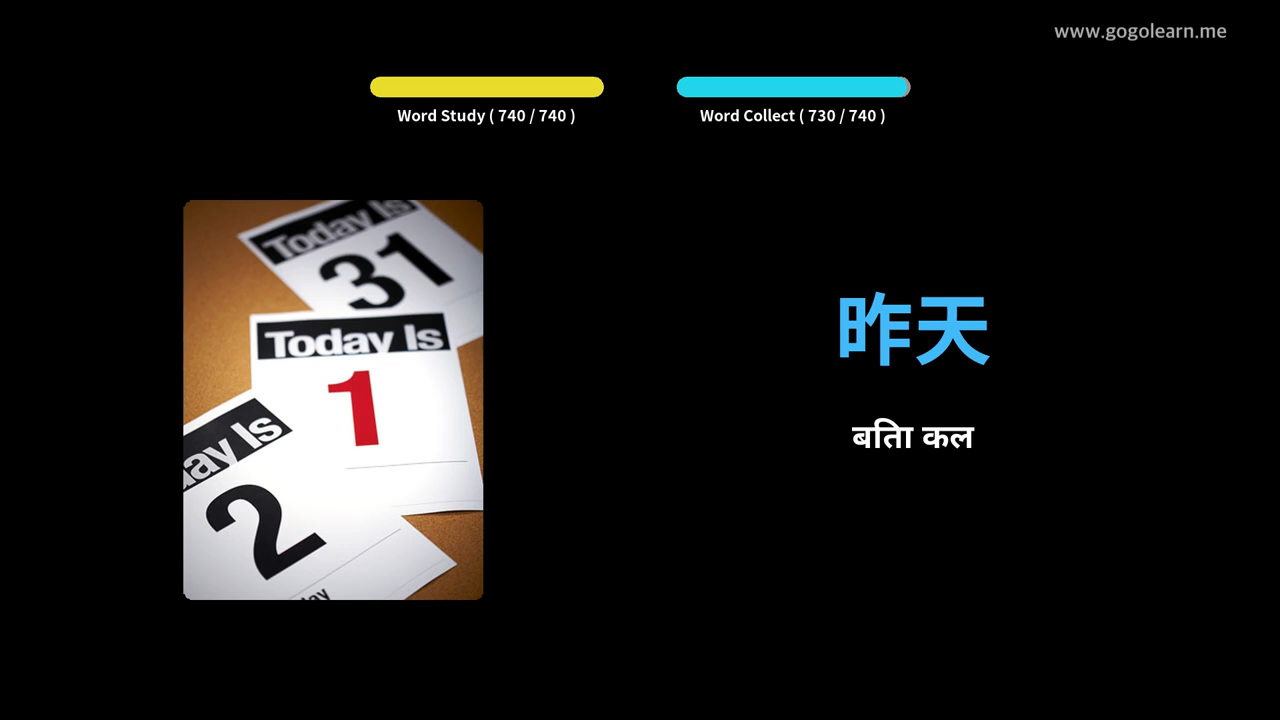 www.gogolearn.me
Word Study ( 740 / 740 )
Word Collect ( 730 / 740 )
Today Is
31
Today Is
1
day Is
2
昨天
बिता कल